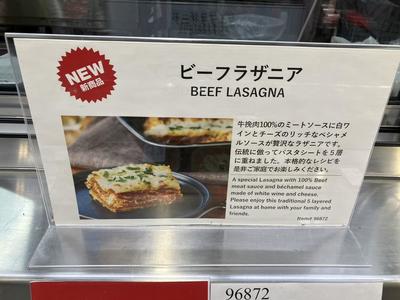 NEW
新商品
ビーフラザニア
BEEF LASAGNA
牛挽肉100%のミートソースに白ワ
インとチーズのリッチなベシャメ
ルソースが贅沢なラザニアです。
伝統に倣ってパスタシートを5層
に重ねました。本格的なレシピを
是非ご家庭でお楽しみください。
A special Lasagna with 100% Beef
meat sauce and béchamel sauce
made of white wine and cheese.
Please enjoy this traditional 5 layered
Lasagna at home with your family and
friends.
Item# 96872
96872